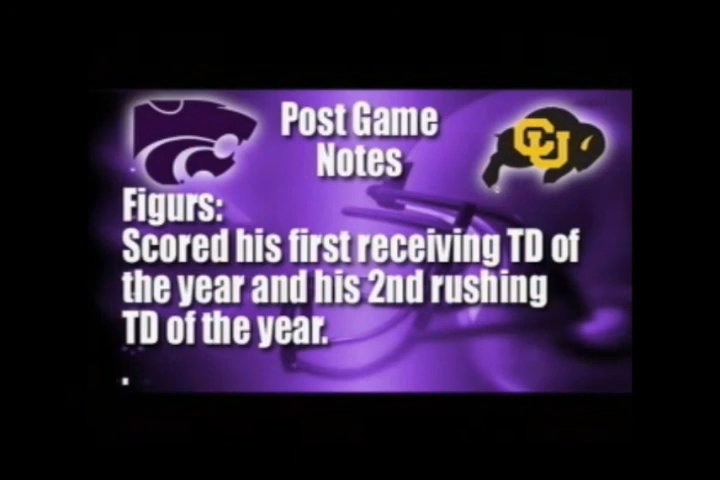 Post Game
Notes
CU
Figurs:
Scored his first receiving TD of
the year and his 2nd rushing
TD of the year.